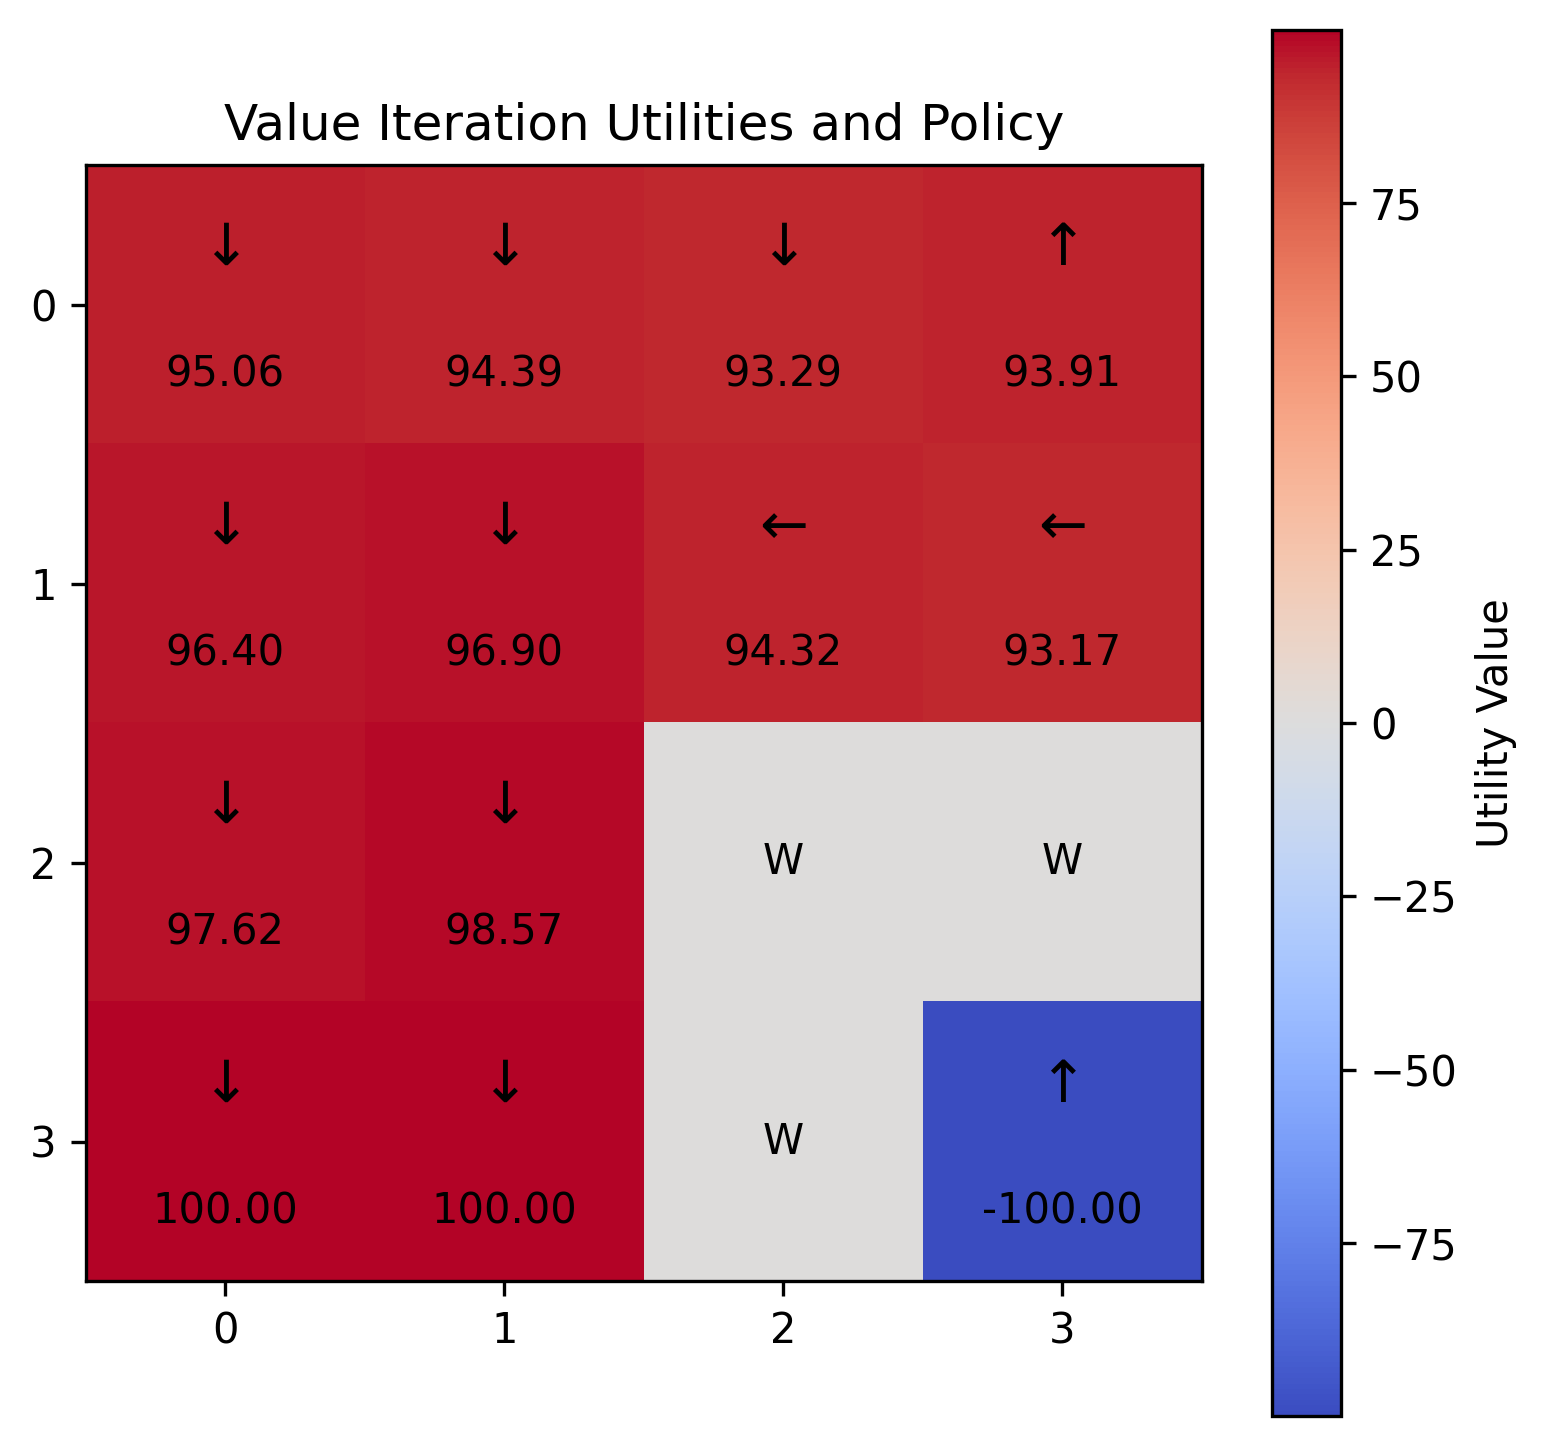 Value Iteration Utilities and Policy
↓ ↓ ↓ ↑
0
95.06 94.39 93.29 93.91
↓ ↓ ← ←
1
96.40 96.90 94.32 93.17
↓ ↓
2 W W
97.62 98.57
↓ ↓ ↑
3 W
100.00 100.00 -100.00
0 1 2 3
75
50
25
0
−25
−50
−75
Utility Value